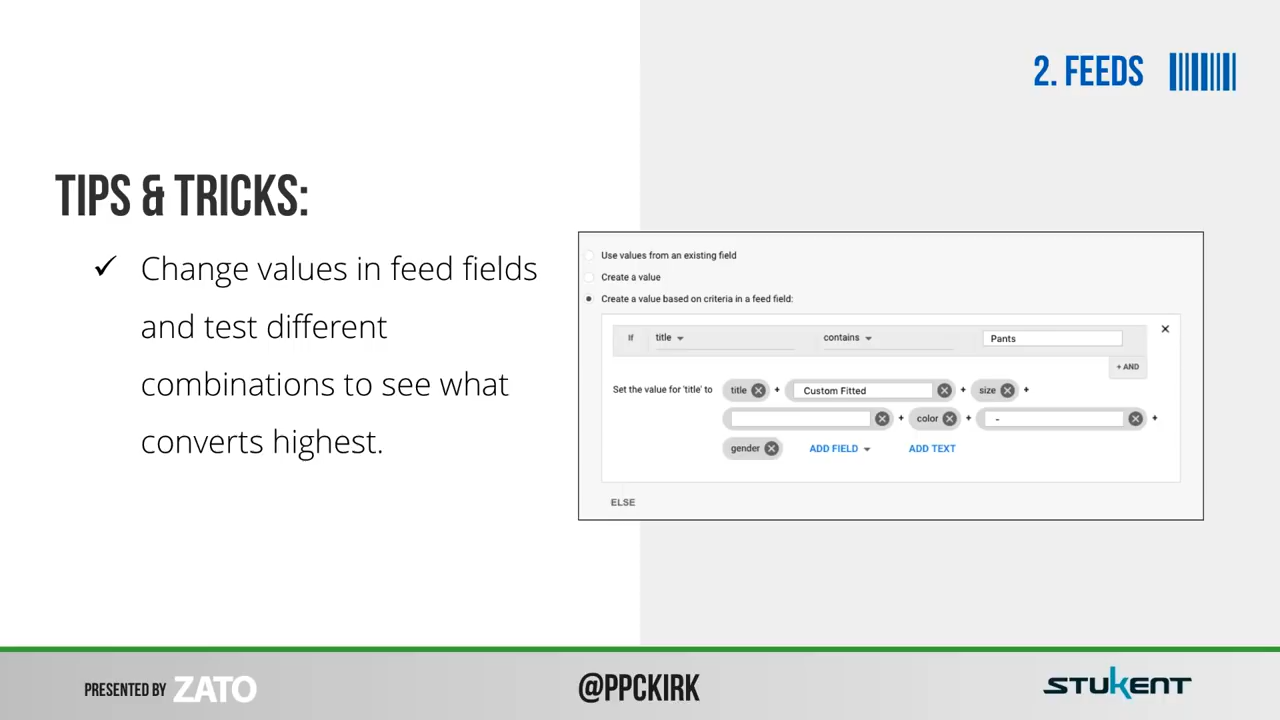 2. FEEDS
TIPS & TRICKS:
✓ Change values in feed fields
and test different
combinations to see what
converts highest.
Use values from an existing field
Create a value
Create a value based on criteria in a feed field:
If title contains Pants
+ AND
Set the value for 'title' to title + Custom Fitted + size +
+ color + - +
gender ADD FIELD ADD TEXT
ELSE
PRESENTED BY ZATO
@PPCKIRK
STUKENT